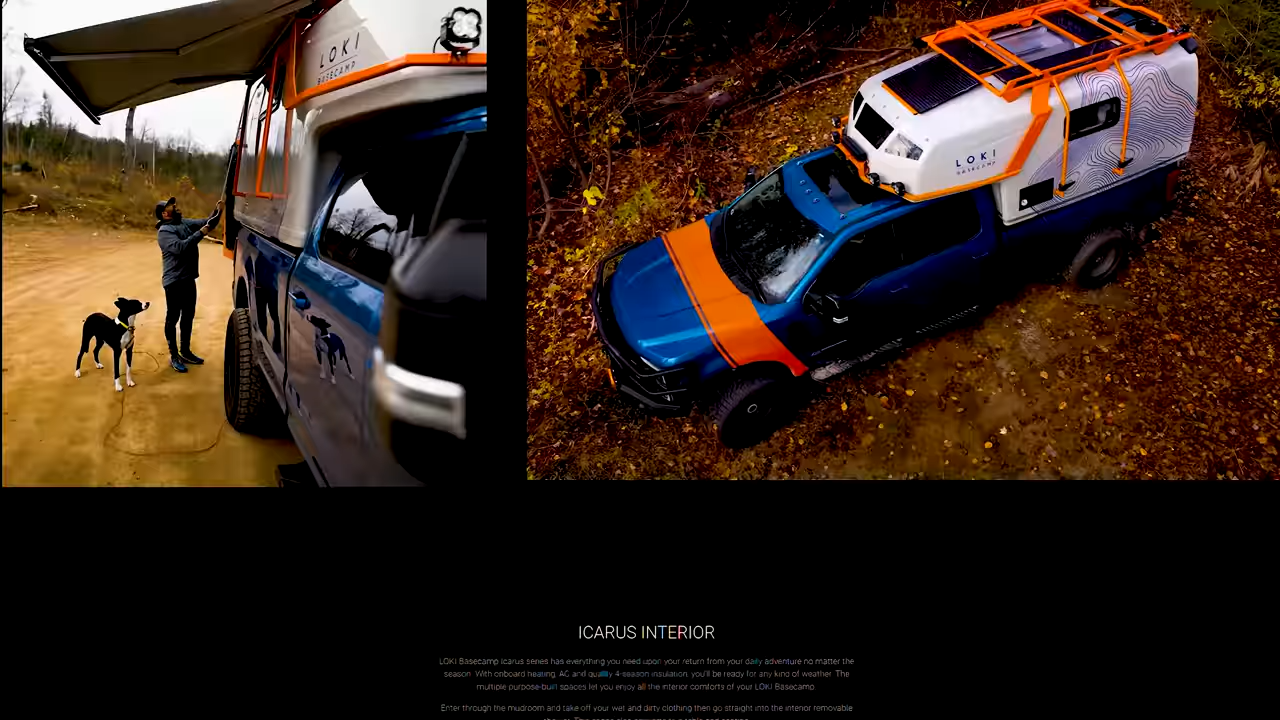 LOKI
BASECAMP
LOKI
BASECAMP
ICARUS INTERIOR
LOKI Basecamp Icarus series has everything you need upon your return from your daily adventure no matter the
season. With onboard heating, AC and quality 4-season insulation, you'll be ready for any kind of weather. The
multiple purpose-built spaces let you enjoy all the interior comforts of your LOKI Basecamp.
Enter through the mudroom and take off your wet and dirty clothing then go straight into the interior removable